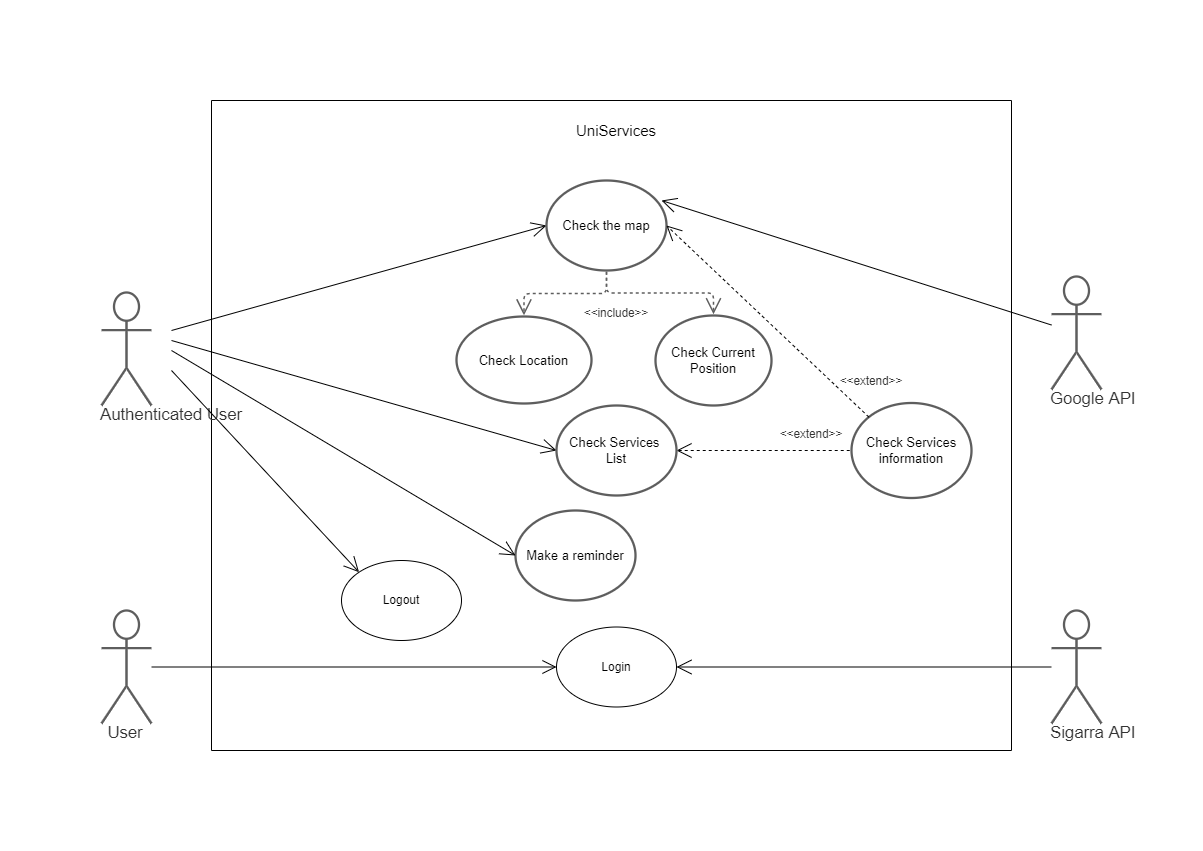 UniServices
Check the map
<<include>>
Check Location
Check Current
Position
<<extend>>
Google API
Authenticated User
<<extend>>
Check Services
List
Check Services
information
Make a reminder
Logout
Login
User
Sigarra API